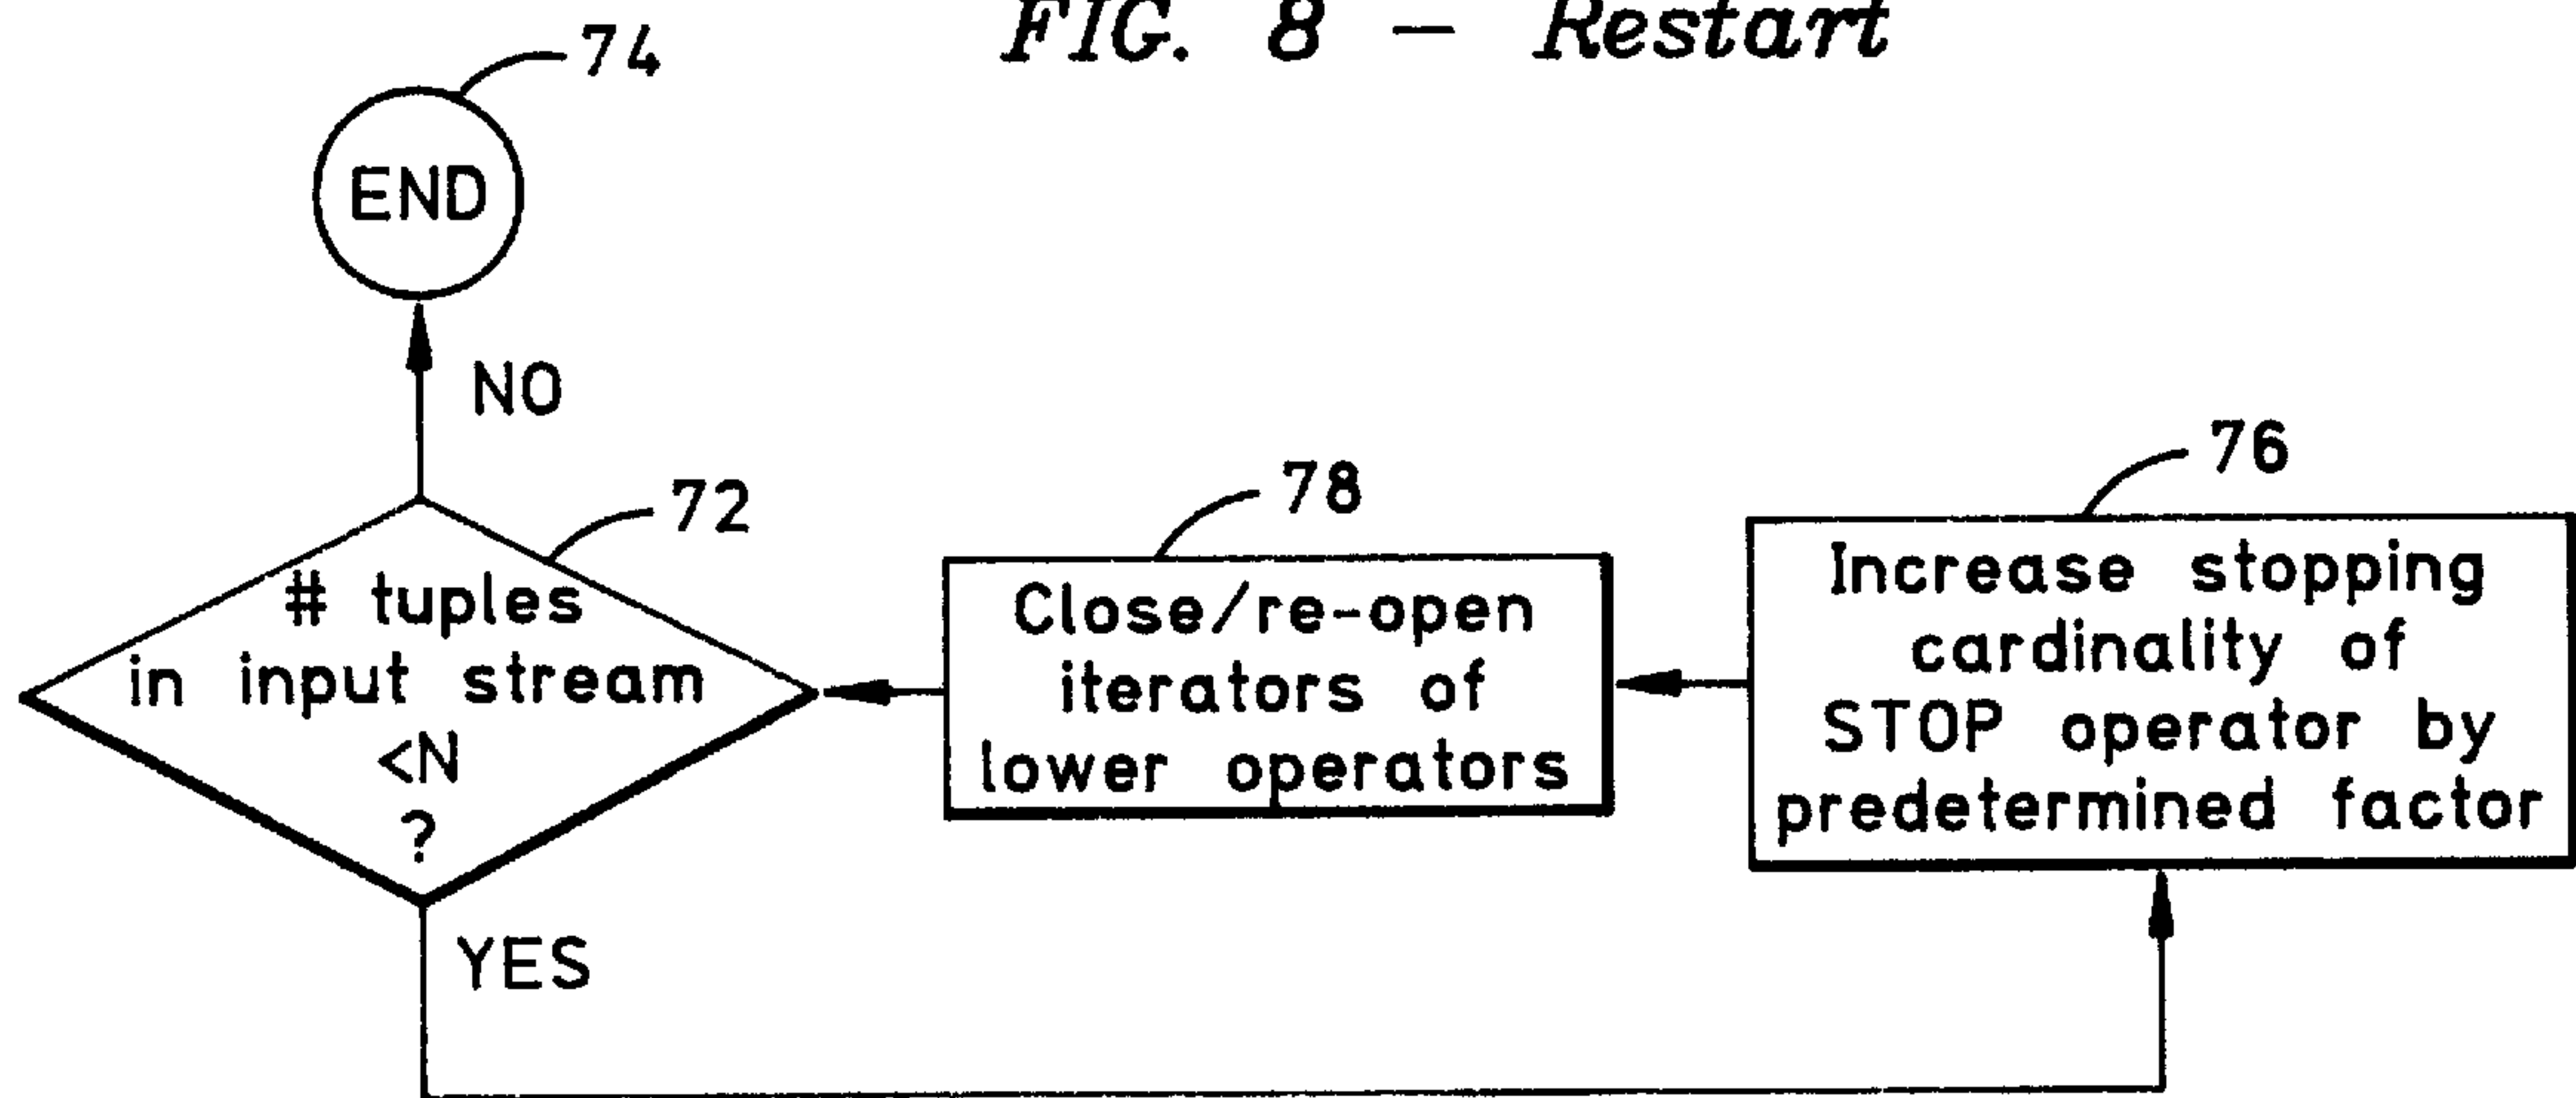 FIG. 8 – Restart
74
END
NO
72
# tuples
in input stream
<N
?
YES
78
Close/re-open
iterators of
lower operators
76
Increase stopping
cardinality of
STOP operator by
predetermined factor